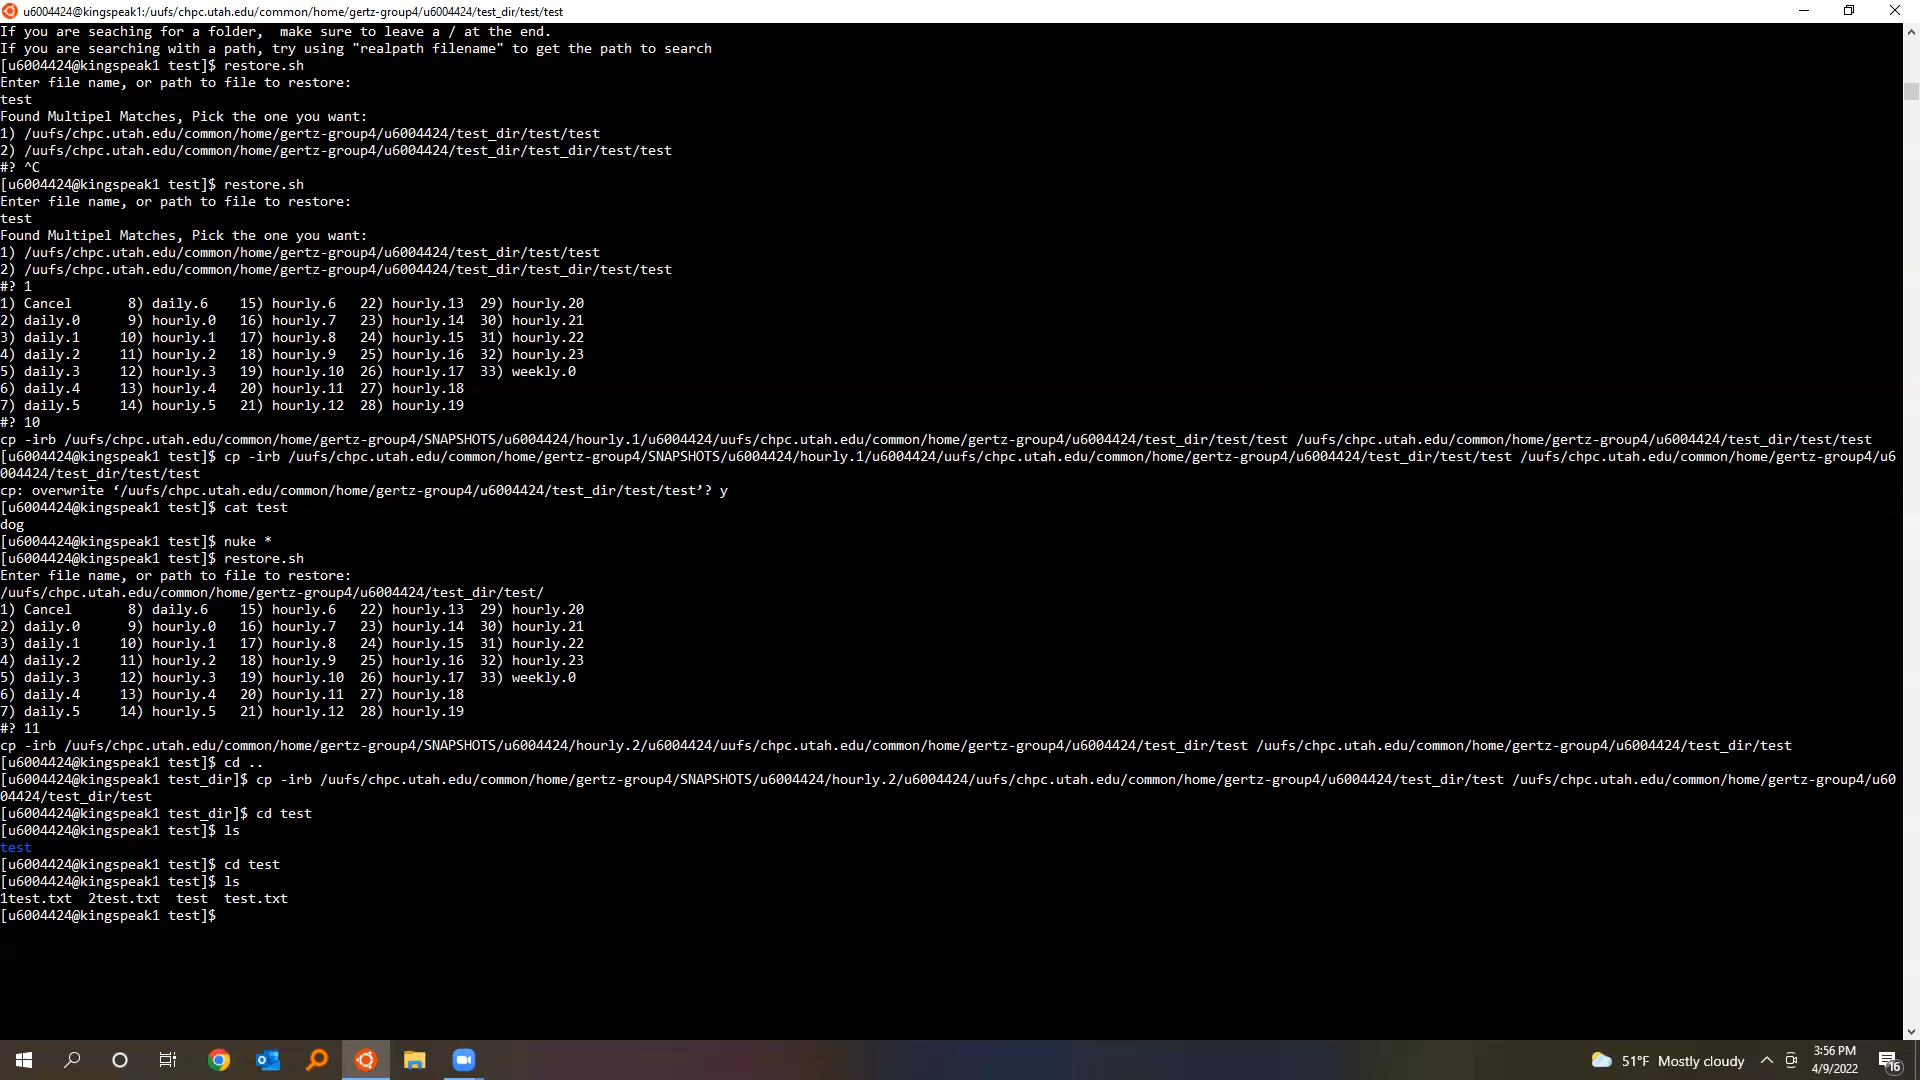 u6004424@kingspeak1:/uufs/chpc.utah.edu/common/home/gertz-group4/u6004424/test_dir/test/test
If you are seaching for a folder,  make sure to leave a / at the end.
If you are searching with a path, try using "realpath filename" to get the path to search
[u6004424@kingspeak1 test]$ restore.sh
Enter file name, or path to file to restore:
test
Found Multipel Matches, Pick the one you want:
1) /uufs/chpc.utah.edu/common/home/gertz-group4/u6004424/test_dir/test/test
2) /uufs/chpc.utah.edu/common/home/gertz-group4/u6004424/test_dir/test_dir/test/test
#? ^C
[u6004424@kingspeak1 test]$ restore.sh
Enter file name, or path to file to restore:
test
Found Multipel Matches, Pick the one you want:
1) /uufs/chpc.utah.edu/common/home/gertz-group4/u6004424/test_dir/test/test
2) /uufs/chpc.utah.edu/common/home/gertz-group4/u6004424/test_dir/test_dir/test/test
#? 1
1) Cancel       8) daily.6    15) hourly.6   22) hourly.13  29) hourly.20
2) daily.0      9) hourly.0   16) hourly.7   23) hourly.14  30) hourly.21
3) daily.1     10) hourly.1   17) hourly.8   24) hourly.15  31) hourly.22
4) daily.2     11) hourly.2   18) hourly.9   25) hourly.16  32) hourly.23
5) daily.3     12) hourly.3   19) hourly.10  26) hourly.17  33) weekly.0
6) daily.4     13) hourly.4   20) hourly.11  27) hourly.18
7) daily.5     14) hourly.5   21) hourly.12  28) hourly.19
#? 10
cp -irb /uufs/chpc.utah.edu/common/home/gertz-group4/SNAPSHOTS/u6004424/hourly.1/u6004424/uufs/chpc.utah.edu/common/home/gertz-group4/u6004424/test_dir/test/test /uufs/chpc.utah.edu/common/home/gertz-group4/u6004424/test_dir/test/test
[u6004424@kingspeak1 test]$ cp -irb /uufs/chpc.utah.edu/common/home/gertz-group4/SNAPSHOTS/u6004424/hourly.1/u6004424/uufs/chpc.utah.edu/common/home/gertz-group4/u6004424/test_dir/test/test /uufs/chpc.utah.edu/common/home/gertz-group4/u6
004424/test_dir/test/test
cp: overwrite ‘/uufs/chpc.utah.edu/common/home/gertz-group4/u6004424/test_dir/test/test’? y
[u6004424@kingspeak1 test]$ cat test
dog
[u6004424@kingspeak1 test]$ nuke *
[u6004424@kingspeak1 test]$ restore.sh
Enter file name, or path to file to restore:
/uufs/chpc.utah.edu/common/home/gertz-group4/u6004424/test_dir/test/
1) Cancel       8) daily.6    15) hourly.6   22) hourly.13  29) hourly.20
2) daily.0      9) hourly.0   16) hourly.7   23) hourly.14  30) hourly.21
3) daily.1     10) hourly.1   17) hourly.8   24) hourly.15  31) hourly.22
4) daily.2     11) hourly.2   18) hourly.9   25) hourly.16  32) hourly.23
5) daily.3     12) hourly.3   19) hourly.10  26) hourly.17  33) weekly.0
6) daily.4     13) hourly.4   20) hourly.11  27) hourly.18
7) daily.5     14) hourly.5   21) hourly.12  28) hourly.19
#? 11
cp -irb /uufs/chpc.utah.edu/common/home/gertz-group4/SNAPSHOTS/u6004424/hourly.2/u6004424/uufs/chpc.utah.edu/common/home/gertz-group4/u6004424/test_dir/test /uufs/chpc.utah.edu/common/home/gertz-group4/u6004424/test_dir/test
[u6004424@kingspeak1 test]$ cd ..
[u6004424@kingspeak1 test_dir]$ cp -irb /uufs/chpc.utah.edu/common/home/gertz-group4/SNAPSHOTS/u6004424/hourly.2/u6004424/uufs/chpc.utah.edu/common/home/gertz-group4/u6004424/test_dir/test /uufs/chpc.utah.edu/common/home/gertz-group4/u60
04424/test_dir/test
[u6004424@kingspeak1 test_dir]$ cd test
[u6004424@kingspeak1 test]$ ls
test
[u6004424@kingspeak1 test]$ cd test
[u6004424@kingspeak1 test]$ ls
1test.txt  2test.txt  test  test.txt
[u6004424@kingspeak1 test]$
51°F  Mostly cloudy
3:56 PM
4/9/2022
16